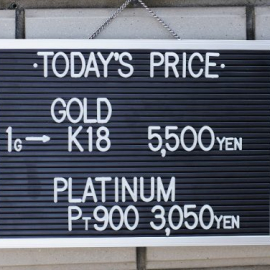 ·TODAY'S PRICE·
GOLD
1G→K18 5,500YEN
PLATINUM
PT900 3,050YEN